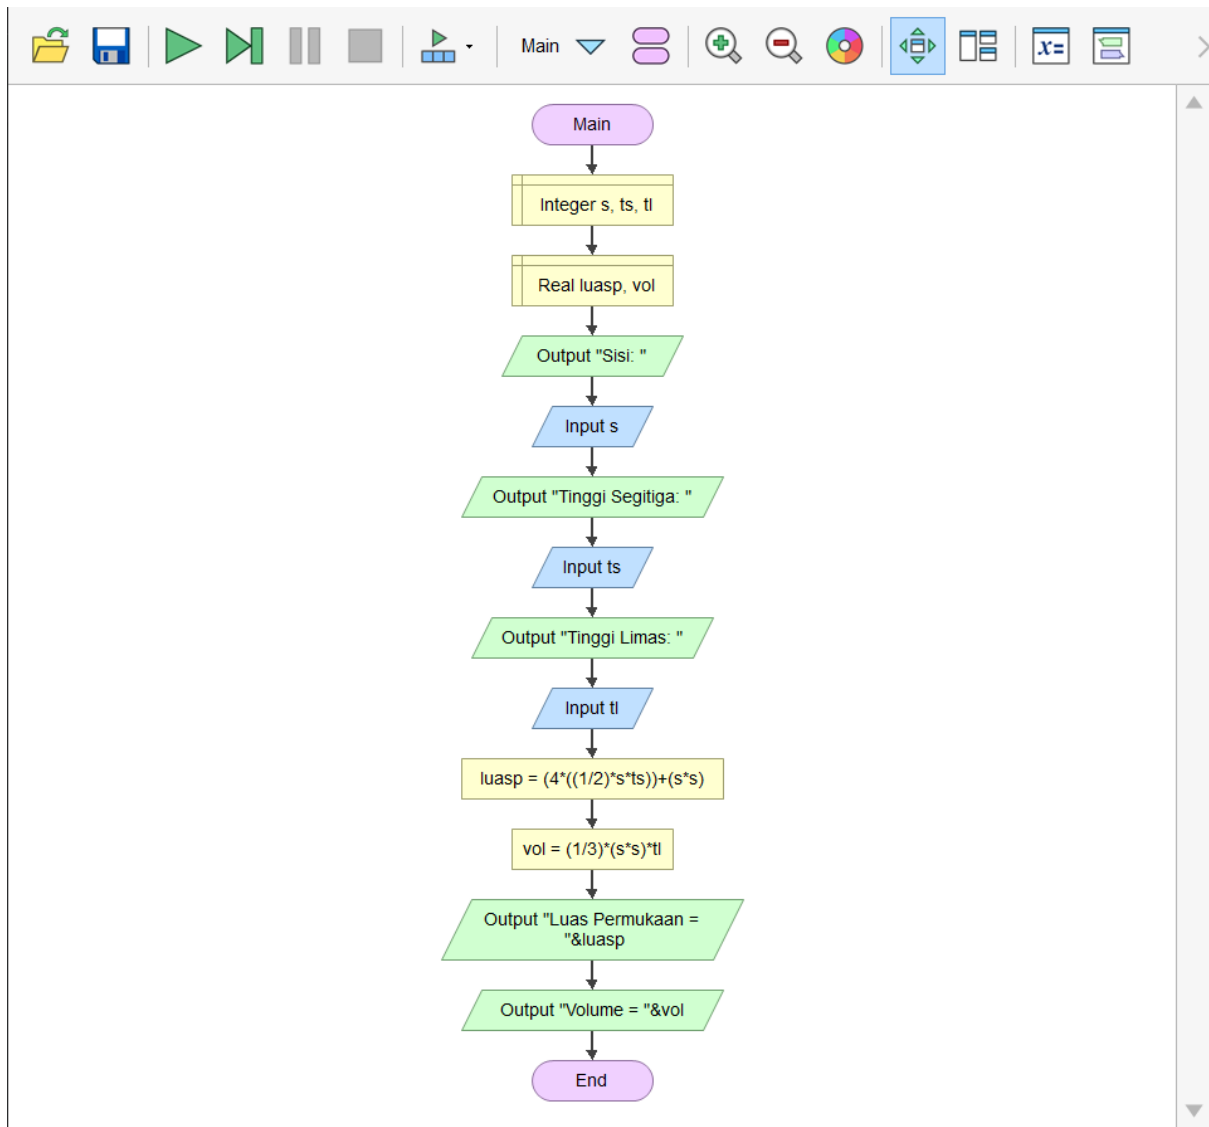 Main
x=
Main
Integer s, ts, tl
Real luasp, vol
Output "Sisi: "
Input s
Output "Tinggi Segitiga: "
Input ts
Output "Tinggi Limas: "
Input tl
luasp = (4*((1/2)*s*ts))+(s*s)
vol = (1/3)*(s*s)*tl
Output "Luas Permukaan =
"&luasp
Output "Volume = "&vol
End